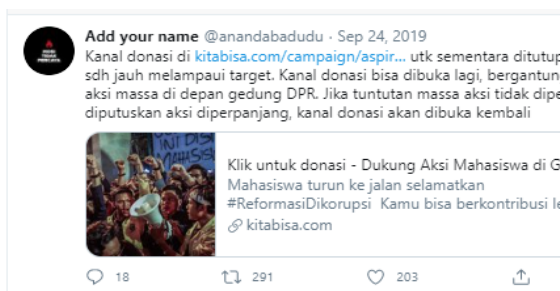 Add your name @anandabadudu · Sep 24, 2019
Kanal donasi di kitabisa.com/campaign/aspir... utk sementara ditutup
sdh jauh melampaui target. Kanal donasi bisa dibuka lagi, bergantun
aksi massa di depan gedung DPR. Jika tuntutan massa aksi tidak dipe
diputuskan aksi diperpanjang, kanal donasi akan dibuka kembali
Klik untuk donasi - Dukung Aksi Mahasiswa di G
Mahasiswa turun ke jalan selamatkan
#ReformasiDikorupsi Kamu bisa berkontribusi le
kitabisa.com
18 291 203